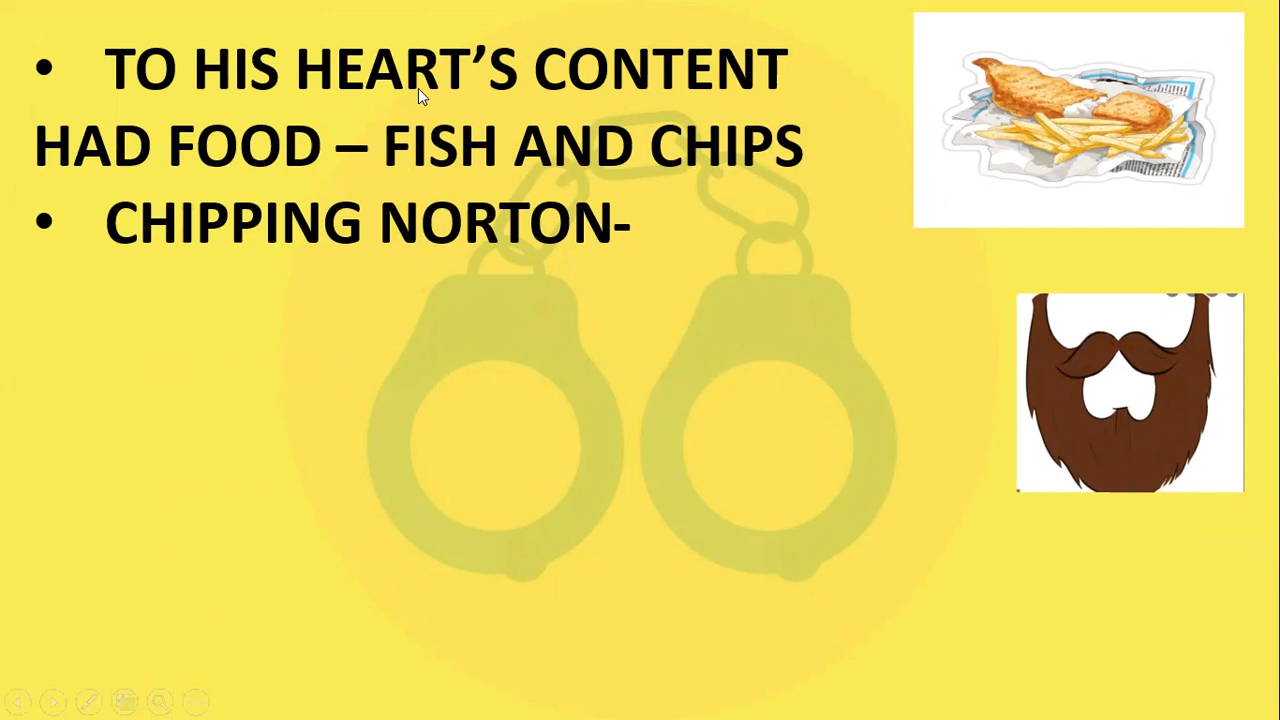 • TO HIS HEART’S CONTENT
HAD FOOD – FISH AND CHIPS
• CHIPPING NORTON-